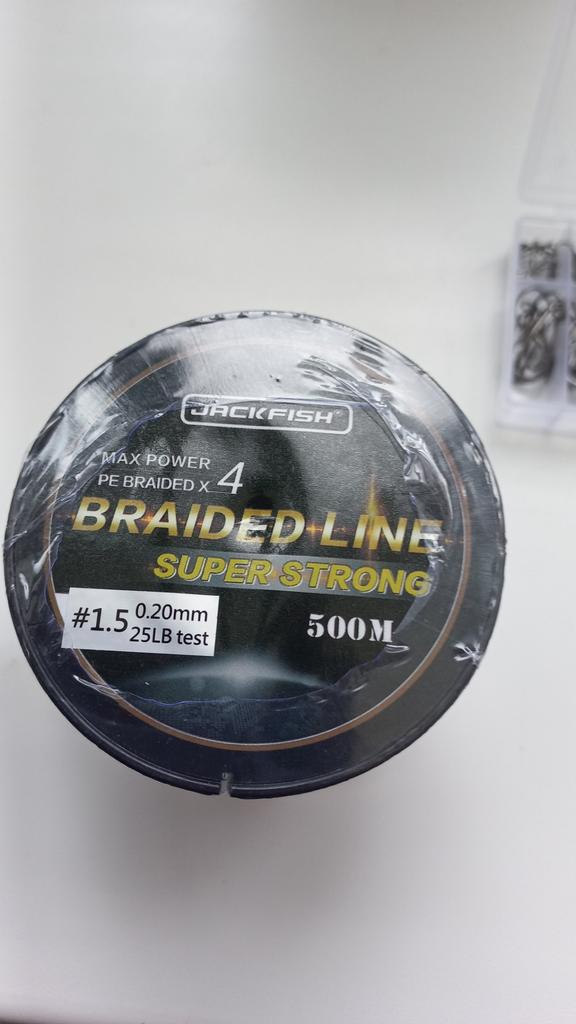 JACKFISH
MAX POWER
PE BRAIDED X 4
BRAIDED LINE
SUPER STRONG
#1.5 0.20mm
25LB test
500M